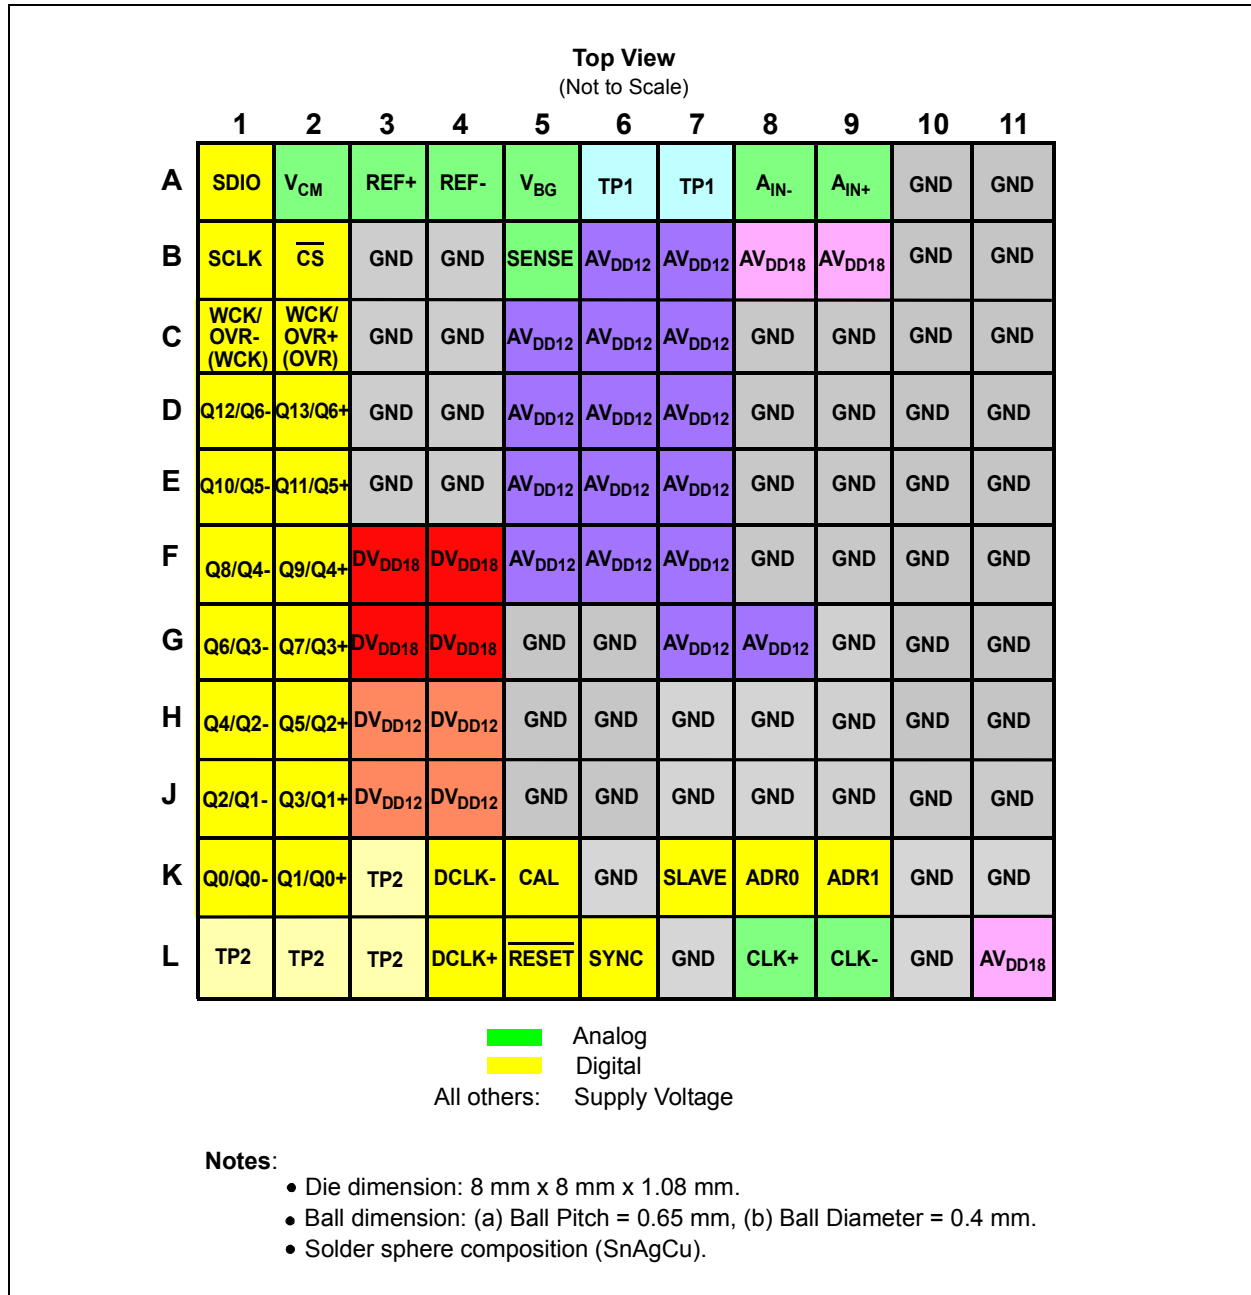 Top View
(Not to Scale)
1 2 3 4 5 6 7 8 9 10 11
A SDIO VCM REF+ REF- VBG TP1 TP1 AIN- AIN+ GND GND
B SCLK CS GND GND SENSE AVDD12 AVDD12 AVDD18 AVDD18 GND GND
C WCK/OVR- (WCK) WCK/OVR+ (OVR) GND GND AVDD12 AVDD12 AVDD12 GND GND GND GND
D Q12/Q6- Q13/Q6+ GND GND AVDD12 AVDD12 AVDD12 GND GND GND GND
E Q10/Q5- Q11/Q5+ GND GND AVDD12 AVDD12 AVDD12 GND GND GND GND
F Q8/Q4- Q9/Q4+ DVDD18 DVDD18 AVDD12 AVDD12 AVDD12 GND GND GND GND
G Q6/Q3- Q7/Q3+ DVDD18 DVDD18 GND GND AVDD12 AVDD12 GND GND GND
H Q4/Q2- Q5/Q2+ DVDD12 DVDD12 GND GND GND GND GND GND GND
J Q2/Q1- Q3/Q1+ DVDD12 DVDD12 GND GND GND GND GND GND GND
K Q0/Q0- Q1/Q0+ TP2 DCLK- CAL GND SLAVE ADR0 ADR1 GND GND
L TP2 TP2 TP2 DCLK+ RESET SYNC GND CLK+ CLK- GND AVDD18
Analog
Digital
All others: Supply Voltage
Notes:
• Die dimension: 8 mm x 8 mm x 1.08 mm.
• Ball dimension: (a) Ball Pitch = 0.65 mm, (b) Ball Diameter = 0.4 mm.
• Solder sphere composition (SnAgCu).